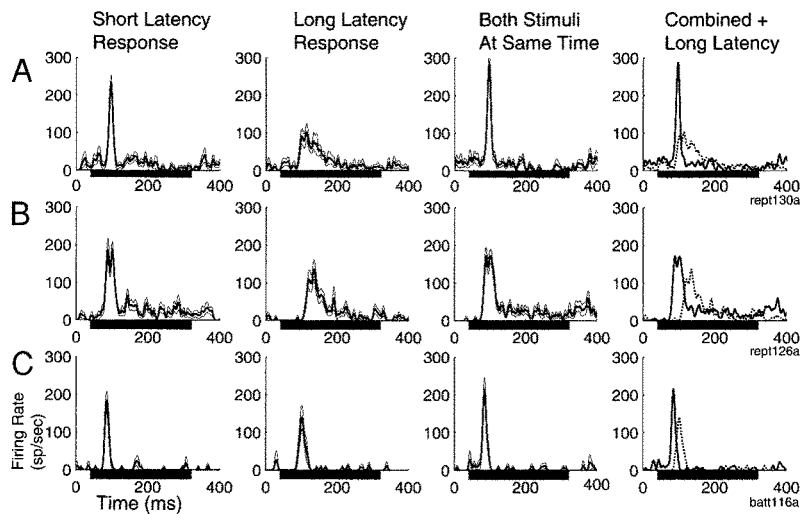 Short Latency Response
Long Latency Response
Both Stimuli At Same Time
Combined + Long Latency
A
300
200
100
0
0 200 400
300
200
100
0
0 200 400
300
200
100
0
0 200 400
300
200
100
0
0 200 400
rept130a
B
300
200
100
0
0 200 400
300
200
100
0
0 200 400
300
200
100
0
0 200 400
300
200
100
0
0 200 400
rept126a
C
Firing Rate
(sp/sec)
300
200
100
0
0 200 400
Time (ms)
300
200
100
0
0 200 400
300
200
100
0
0 200 400
300
200
100
0
0 200 400
batt116a